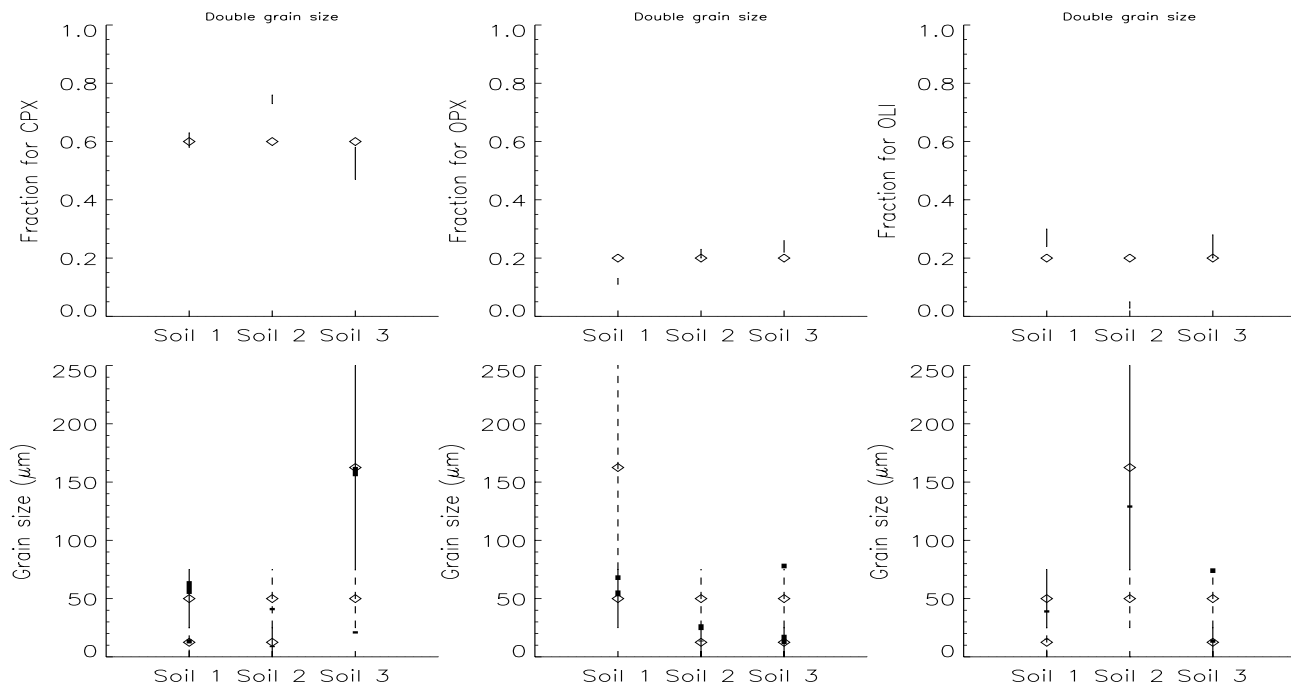 Double grain size
Fraction for CPX
1.0
0.8
0.6
0.4
0.2
0.0
Soil 1 Soil 2 Soil 3
Double grain size
Fraction for OPX
1.0
0.8
0.6
0.4
0.2
0.0
Soil 1 Soil 2 Soil 3
Double grain size
Fraction for OLI
1.0
0.8
0.6
0.4
0.2
0.0
Soil 1 Soil 2 Soil 3
Grain size (μm)
250
200
150
100
50
0
Soil 1 Soil 2 Soil 3
Grain size (μm)
250
200
150
100
50
0
Soil 1 Soil 2 Soil 3
Grain size (μm)
250
200
150
100
50
0
Soil 1 Soil 2 Soil 3